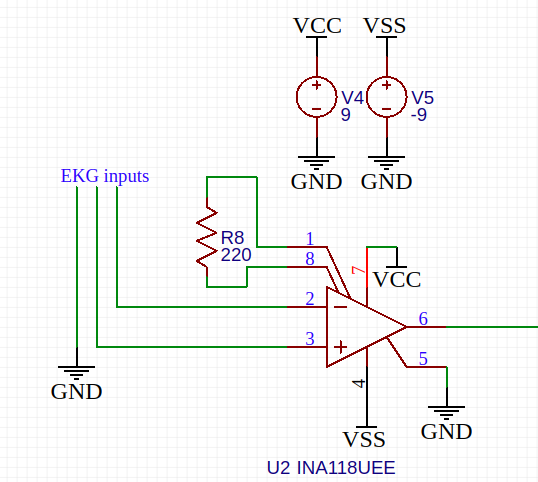 VCC VSS
V4 V5
9 -9
GND GND
EKG inputs
R8
220
1
8
7
VCC
2
6
3
5
4
GND
VSS
GND
U2 INA118UEE